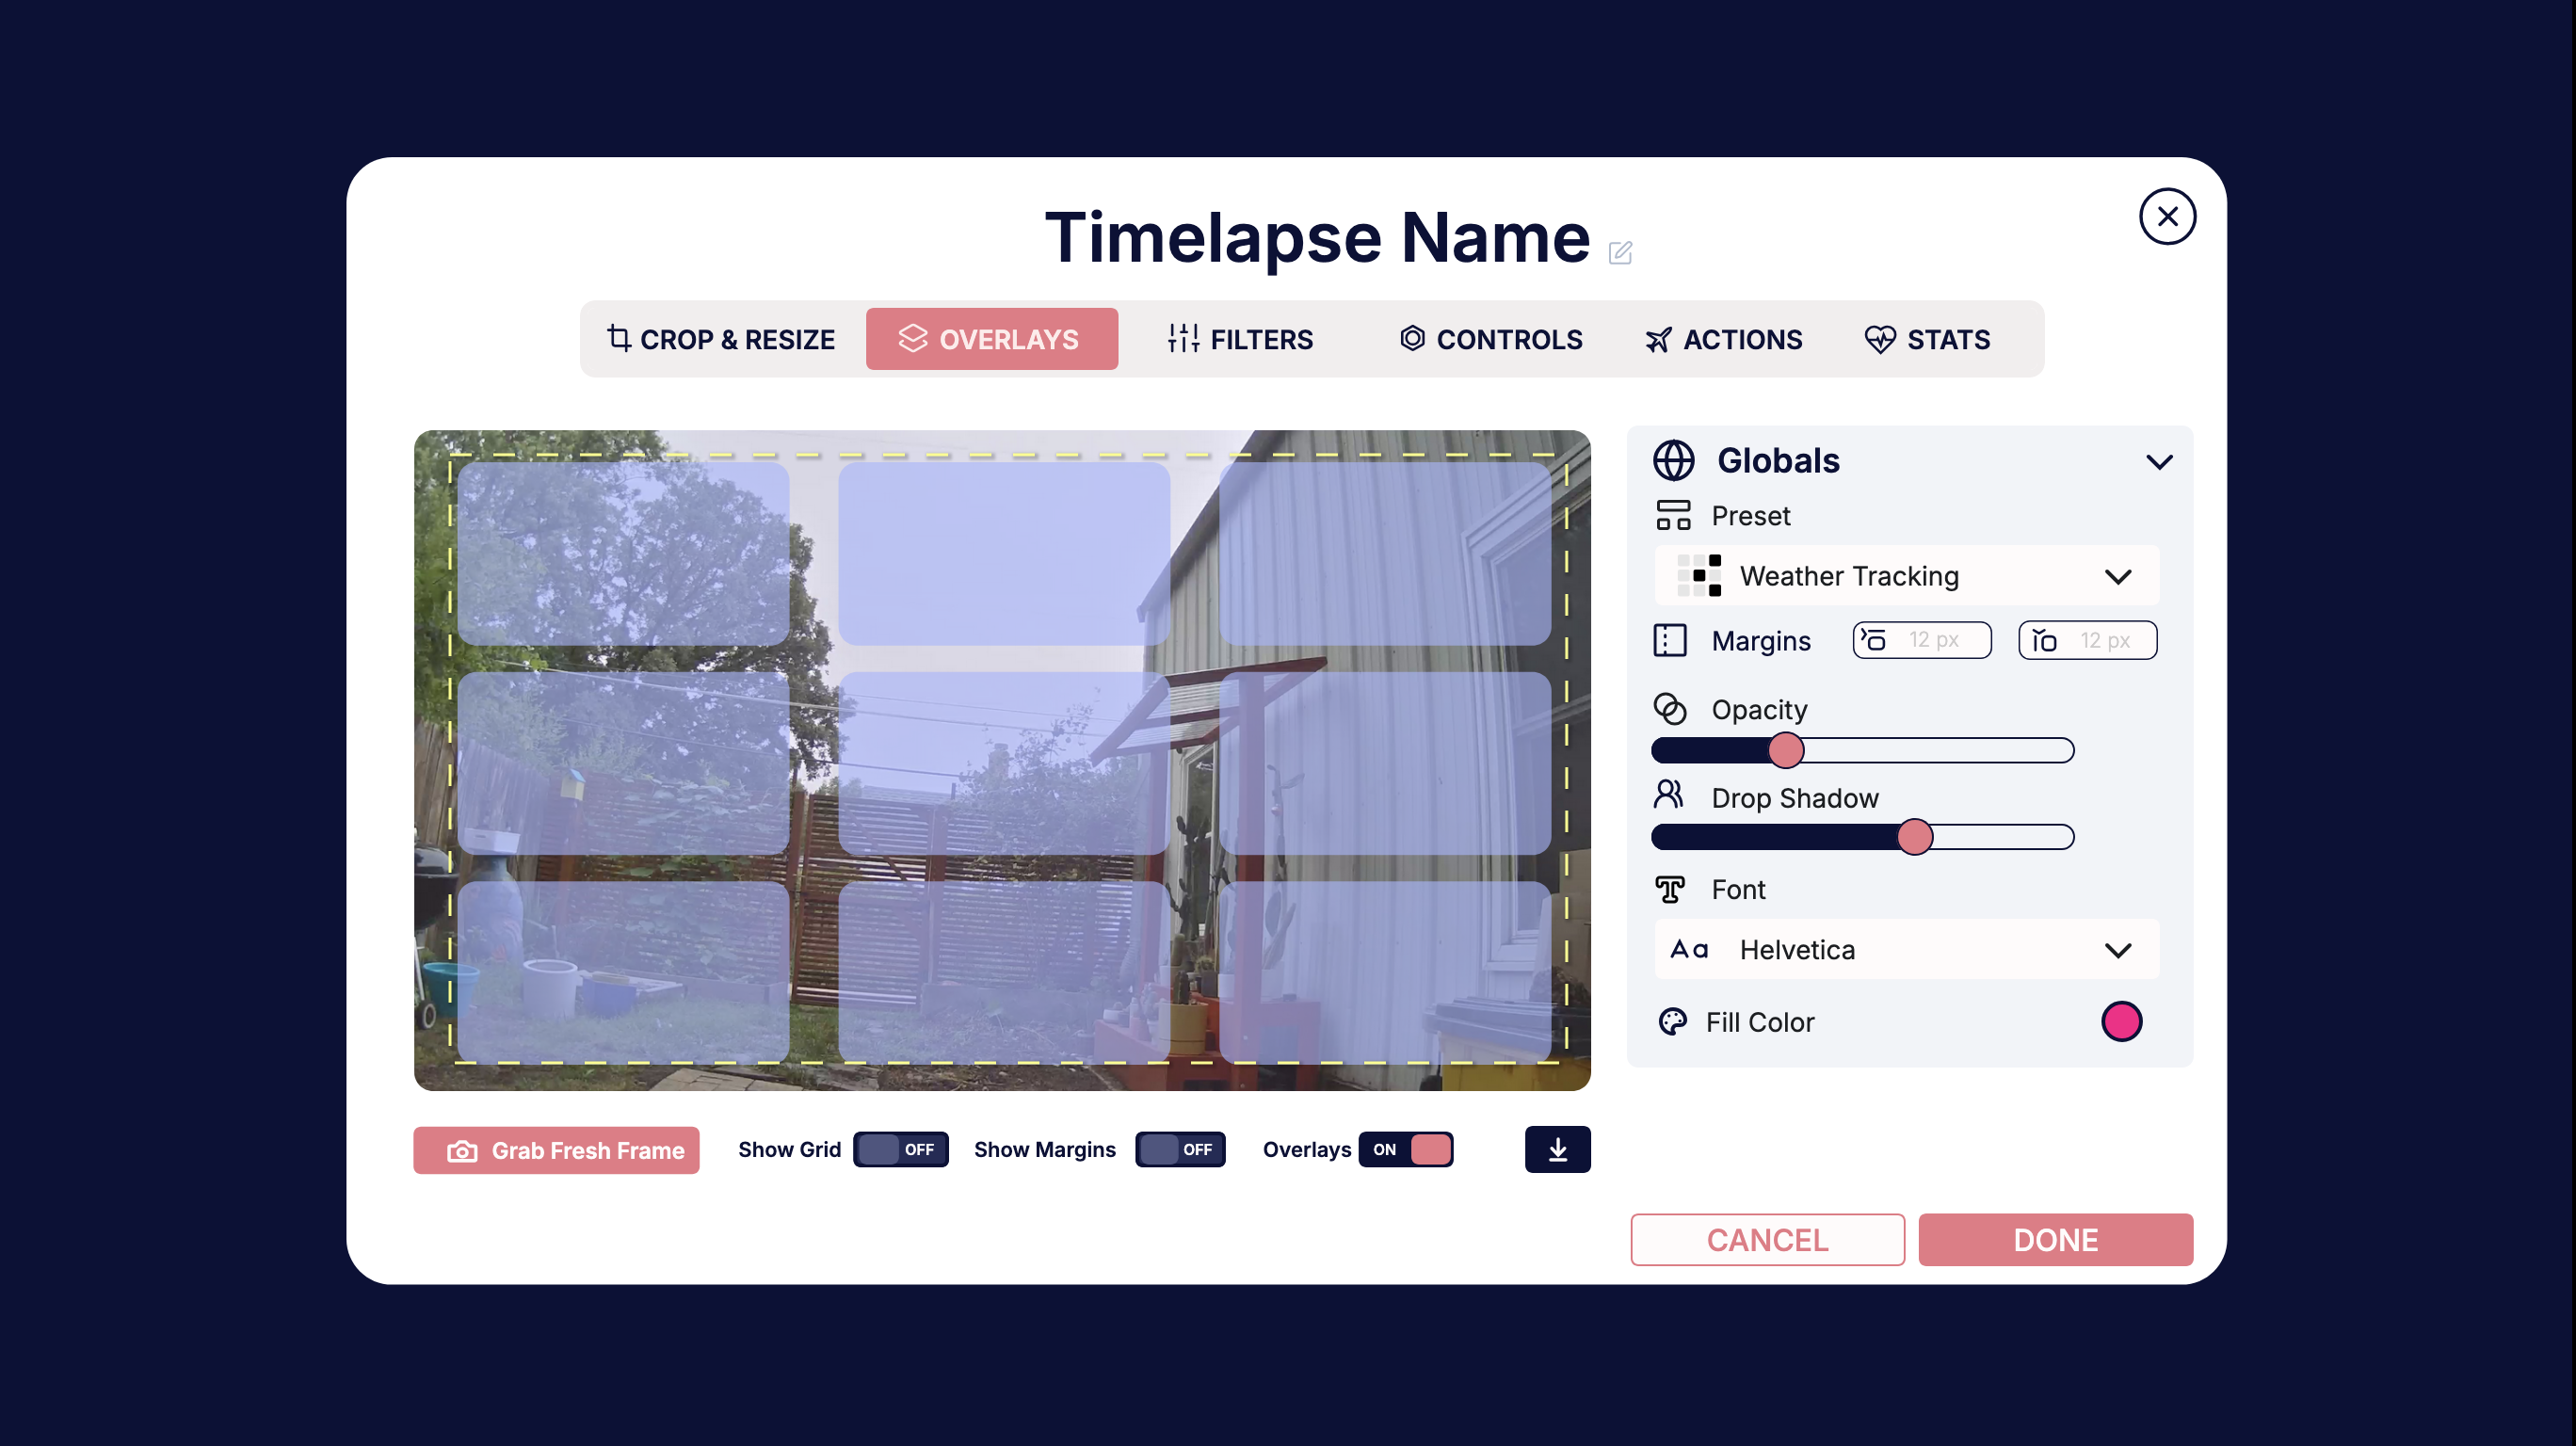 Timelapse Name
CROP & RESIZE
OVERLAYS
FILTERS
CONTROLS
ACTIONS
STATS
Globals
Preset
Weather Tracking
Margins
12 px
12 px
Opacity
Drop Shadow
Font
Aa
Helvetica
Fill Color
Grab Fresh Frame
Show Grid
OFF
Show Margins
OFF
Overlays
ON
CANCEL
DONE